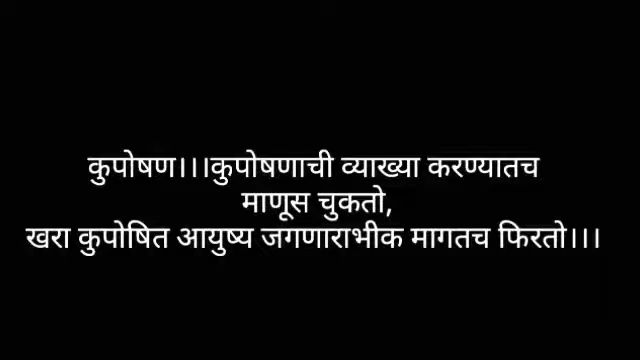 कुपोषण।।।कुपोषणाची व्याख्या करण्यातच
माणूस चुकतो,
खरा कुपोषित आयुष्य जगणाराभीक मागतच फिरतो।।।